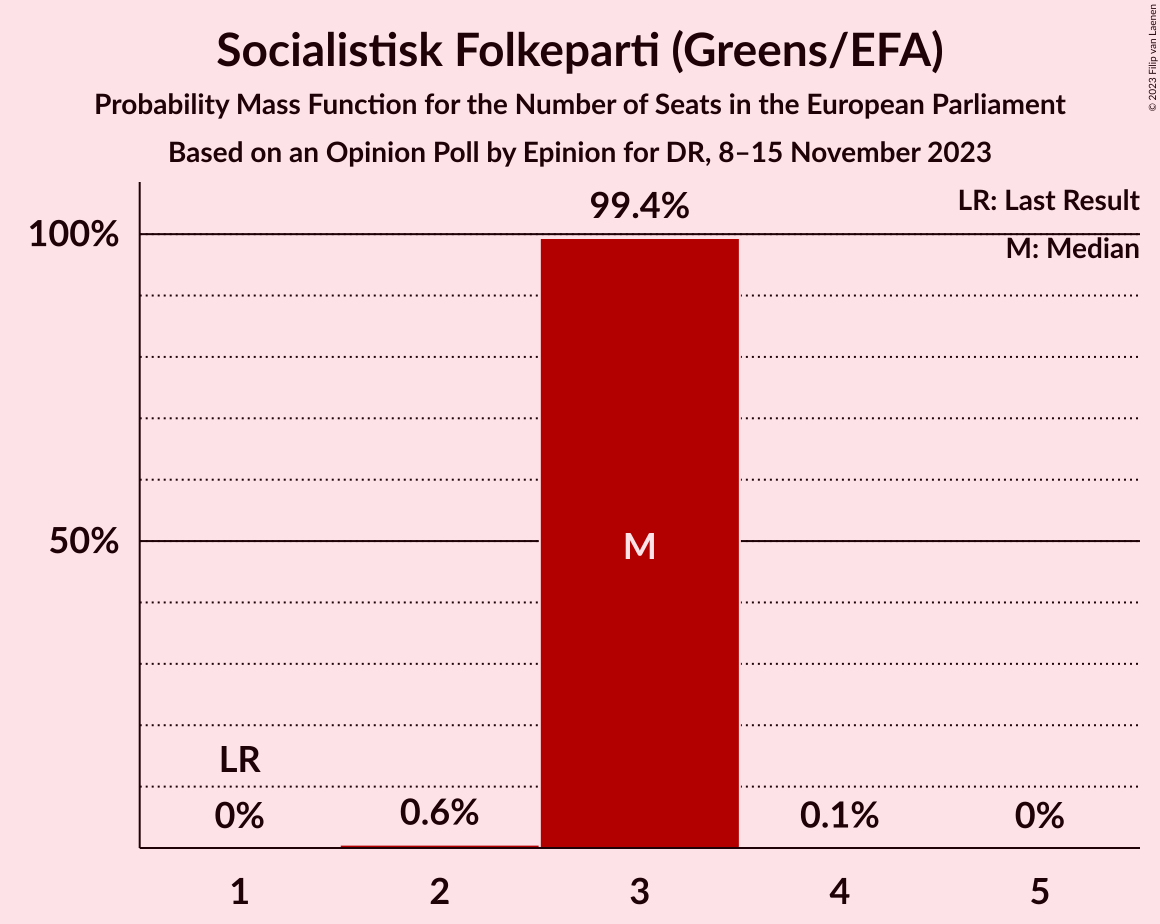 Socialistisk Folkeparti (Greens/EFA)
Probability Mass Function for the Number of Seats in the European Parliament
Based on an Opinion Poll by Epinion for DR, 8–15 November 2023
© 2023 Filip van Laenen
LR: Last Result
M: Median
99.4%
100%
50%
M
LR
0%
0.6%
0.1%
0%
1
2
3
4
5